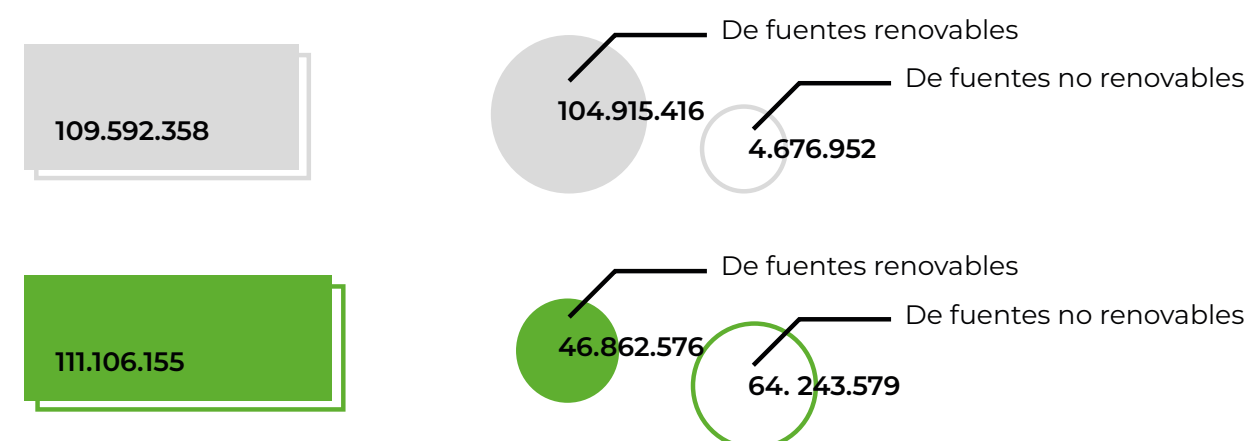 De fuentes renovables
De fuentes no renovables
109.592.358
104.915.416
4.676.952
De fuentes renovables
De fuentes no renovables
111.106.155
46.862.576
64. 243.579